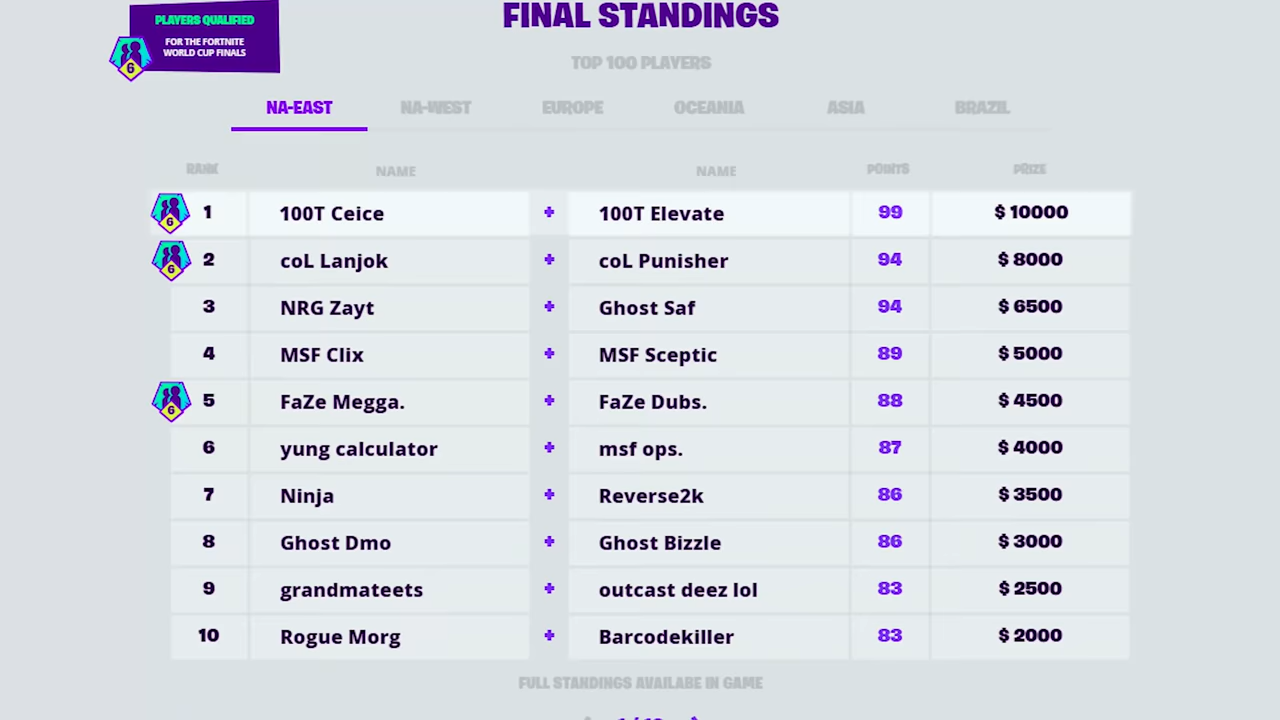 PLAYERS QUALIFIED
FOR THE FORTNITE
WORLD CUP FINALS
6
FINAL STANDINGS
TOP 100 PLAYERS
NA-EAST NA-WEST EUROPE OCEANIA ASIA BRAZIL
RANK NAME NAME POINTS PRIZE
6 1 100T Ceice + 100T Elevate 99 $ 10000
6 2 coL Lanjok + coL Punisher 94 $ 8000
3 NRG Zayt + Ghost Saf 94 $ 6500
4 MSF Clix + MSF Sceptic 89 $ 5000
6 5 FaZe Megga. + FaZe Dubs. 88 $ 4500
6 yung calculator + msf ops. 87 $ 4000
7 Ninja + Reverse2k 86 $ 3500
8 Ghost Dmo + Ghost Bizzle 86 $ 3000
9 grandmateets + outcast deez lol 83 $ 2500
10 Rogue Morg + Barcodekiller 83 $ 2000
FULL STANDINGS AVAILABE IN GAME